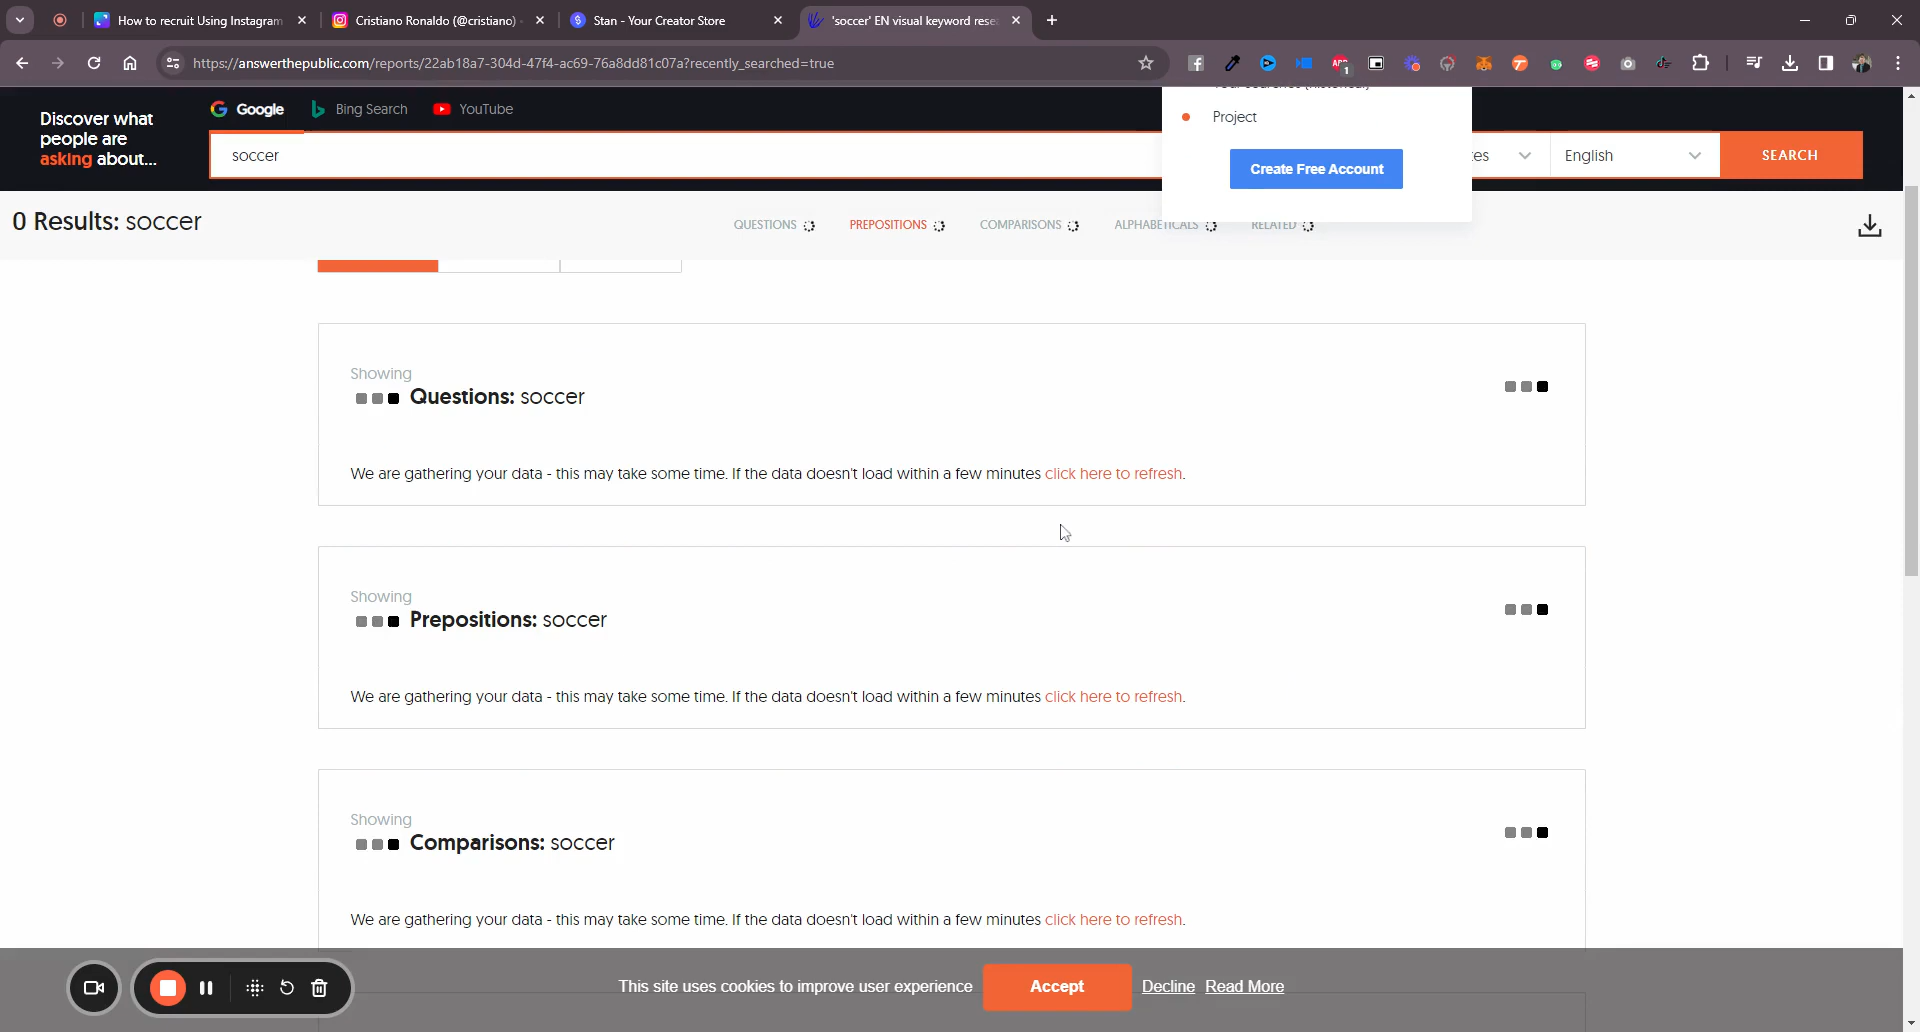 How to recruit Using Instagram
Cristiano Ronaldo (@cristiano)
Stan - Your Creator Store
'soccer' EN visual keyword rese
https://answerthepublic.com/reports/22ab18a7-304d-47f4-ac69-76a8dd81c07a?recently_searched=true
Discover what
people are
asking about...
Google
Bing Search
YouTube
Project
Create Free Account
soccer
tes
English
SEARCH
0 Results: soccer
QUESTIONS
PREPOSITIONS
COMPARISONS
ALPHABETICALS
RELATED
Showing
Questions: soccer
We are gathering your data - this may take some time. If the data doesn't load within a few minutes click here to refresh.
Showing
Prepositions: soccer
We are gathering your data - this may take some time. If the data doesn't load within a few minutes click here to refresh.
Showing
Comparisons: soccer
We are gathering your data - this may take some time. If the data doesn't load within a few minutes click here to refresh.
This site uses cookies to improve user experience
Accept
Decline
Read More